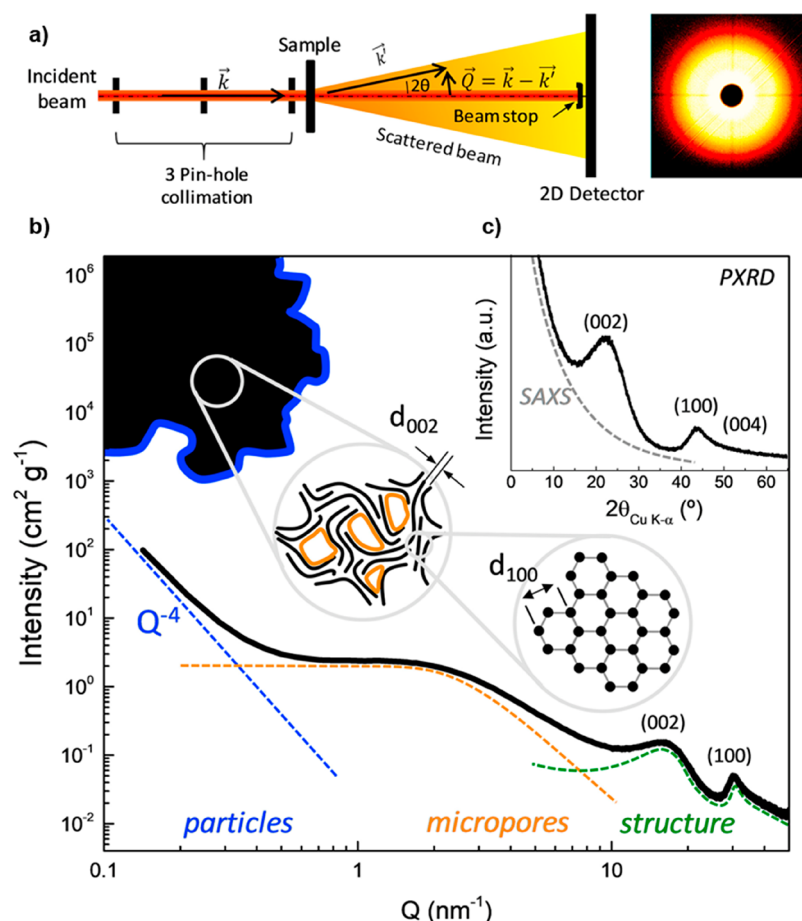 a)
Sample
Incident
beam
k⃗
k⃗'
2θ
Q⃗ = k⃗ − k⃗'
Beam stop
Scattered beam
3 Pin-hole
collimation
2D Detector
b)
c)
Intensity (cm² g⁻¹)
10⁶
10⁵
10⁴
10³
10²
10¹
10⁰
10⁻¹
10⁻²
d₀₀₂
d₁₀₀
Q⁻⁴
(002)
(100)
particles
micropores
structure
0.1
1
10
Q (nm⁻¹)
PXRD
Intensity (a.u.)
(002)
SAXS
(100)
(004)
0 10 20 30 40 50 60
2θCu K-α (º)